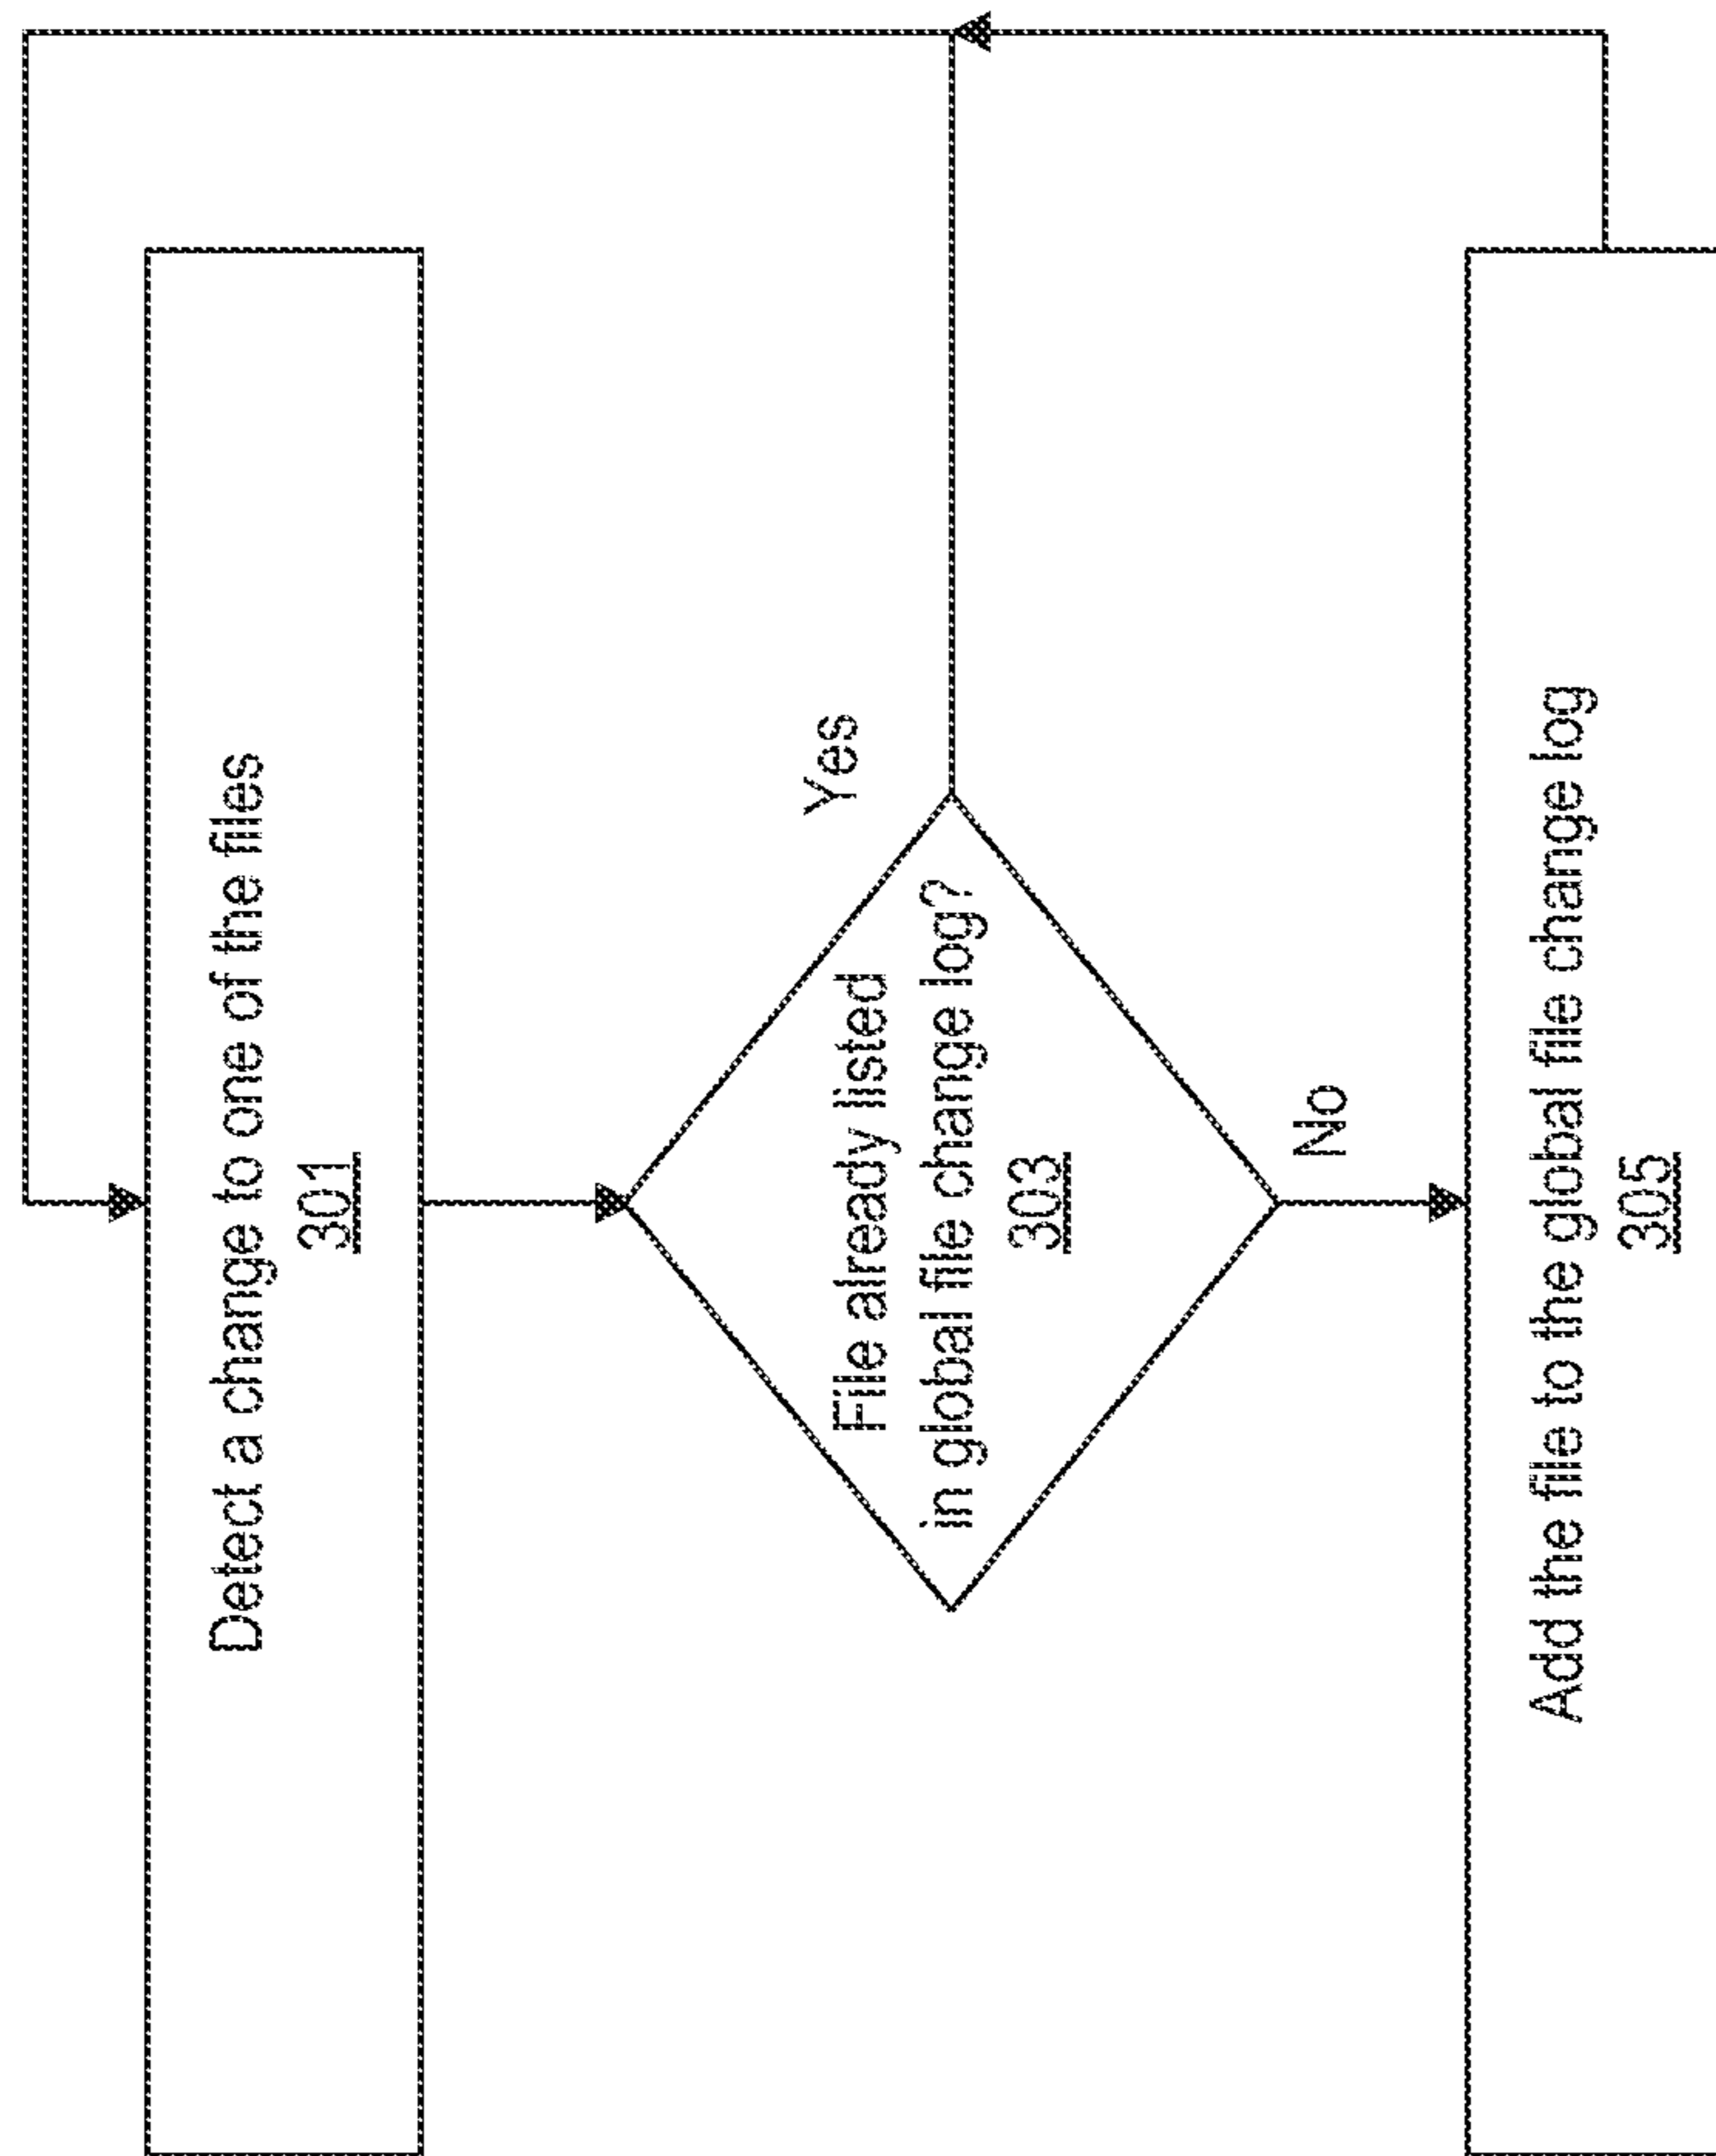 Detect a change to one of the files
301
File already listed
in global file change log?
303
Yes
No
Add the file to the global file change log
305